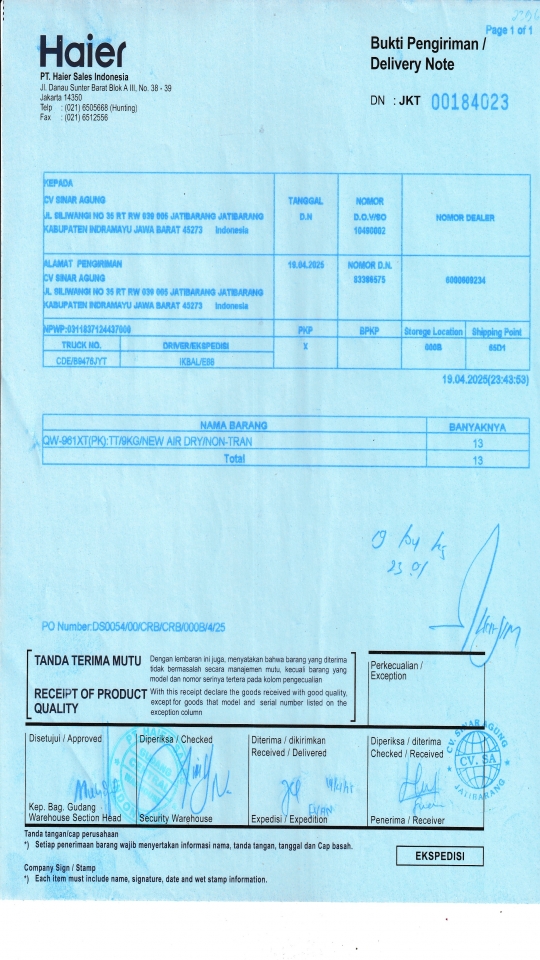 Page 1 of 1
Haier
Bukti Pengiriman /
Delivery Note
PT. Haier Sales Indonesia
Jl. Danau Sunter Barat Blok A III, No. 38 - 39
Jakarta 14350
Telp : (021) 6505668 (Hunting)
Fax : (021) 6512556
DN : JKT 00184023
KEPADA
CV SINAR AGUNG
JL SILIWANGI NO 35 RT RW 030 006 JATIBARANG JATIBARANG
KABUPATEN INDRAMAYU JAWA BARAT 45273 Indonesia
TANGGAL
D.N
NOMOR
D.O.V/SO
10490002
NOMOR DEALER
ALAMAT PENGIRIMAN
CV SINAR AGUNG
JL SILIWANGI NO 35 RT RW 030 006 JATIBARANG JATIBARANG
KABUPATEN INDRAMAYU JAWA BARAT 45273 Indonesia
19.04.2025
NOMOR D.N.
83386575
6090609234
NPWP:0311837124437000
PKP BPKP Storege Location Shipping Point
TRUCK NO. DRIVER/EKSPEDISI X 000B 65D1
CDE/B9476JYT IKBAL/E88
19.04.2025(23:43:53)
NAMA BARANG BANYAKNYA
QW-961XT(PK):TT/9KG/NEW AIR DRY/NON-TRAN 13
Total 13
PO Number:DS0054/00/CRB/CRB/000B/4/25
TANDA TERIMA MUTU
Dengan lembaran ini juga, menyatakan bahwa barang yang diterima
tidak bermasalah secara manajemen mutu, kecuali barang yang
model dan nomor serinya tertera pada kolom pengecualian
RECEIPT OF PRODUCT
QUALITY
With this receipt declare the goods received with good quality,
except for goods that model and serial number listed on the
exception column
Perkecualian /
Exception
Disetujui / Approved
Diperiksa / Checked
Diterima / dikirimkan
Received / Delivered
Diperiksa / diterima
Checked / Received
CV. SINAR AGUNG
CV. SA
JATIBARANG
Kep. Bag. Gudang
Warehouse Section Head
Security Warehouse
Expedisi / Expedition
Penerima / Receiver
Tanda tangan/cap perusahaan
*) Setiap penerimaan barang wajib menyertakan informasi nama, tanda tangan, tanggal dan Cap basah.
EKSPEDISI
Company Sign / Stamp
*) Each item must include name, signature, date and wet stamp information.